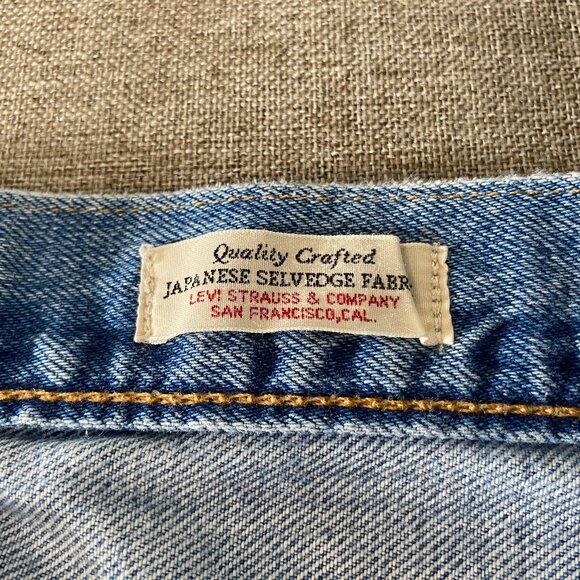 Quality Crafted
JAPANESE SELVEDGE FABR
LEVI STRAUSS & COMPANY
SAN FRANCISCO,CAL.